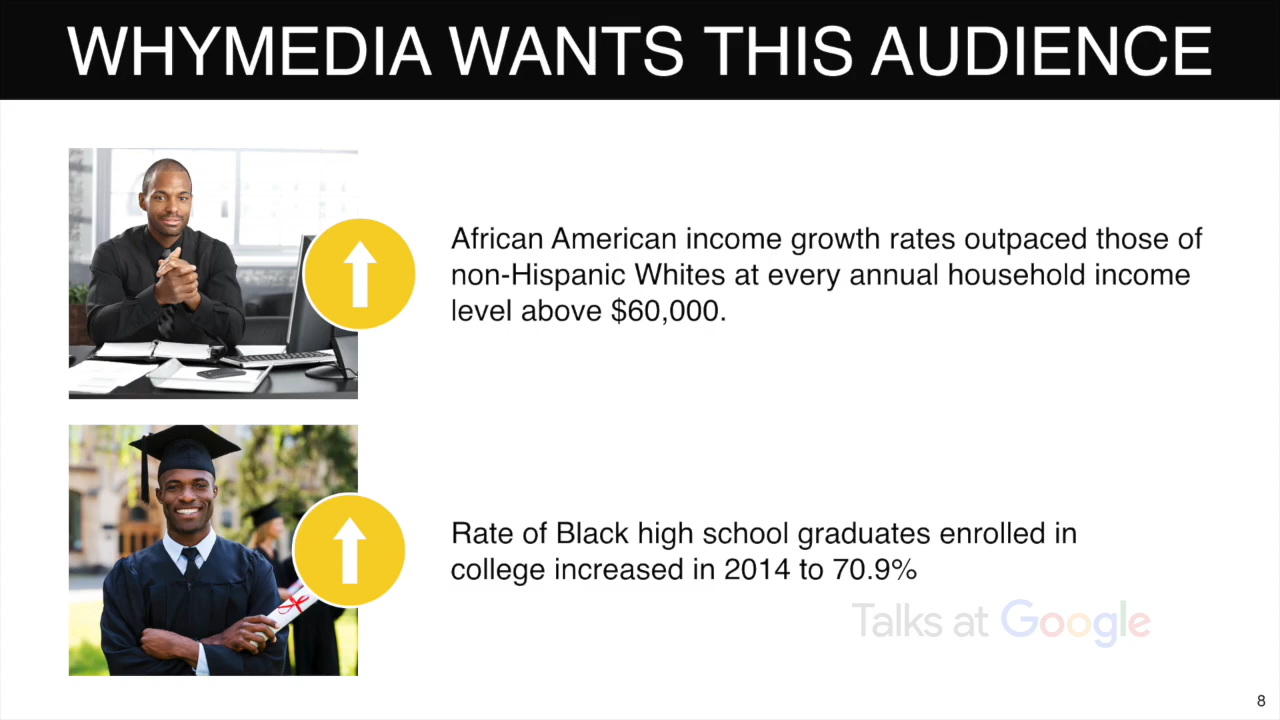 WHYMEDIA WANTS THIS AUDIENCE
African American income growth rates outpaced those of
non-Hispanic Whites at every annual household income
level above $60,000.
Rate of Black high school graduates enrolled in
college increased in 2014 to 70.9%
Talks at Google
8